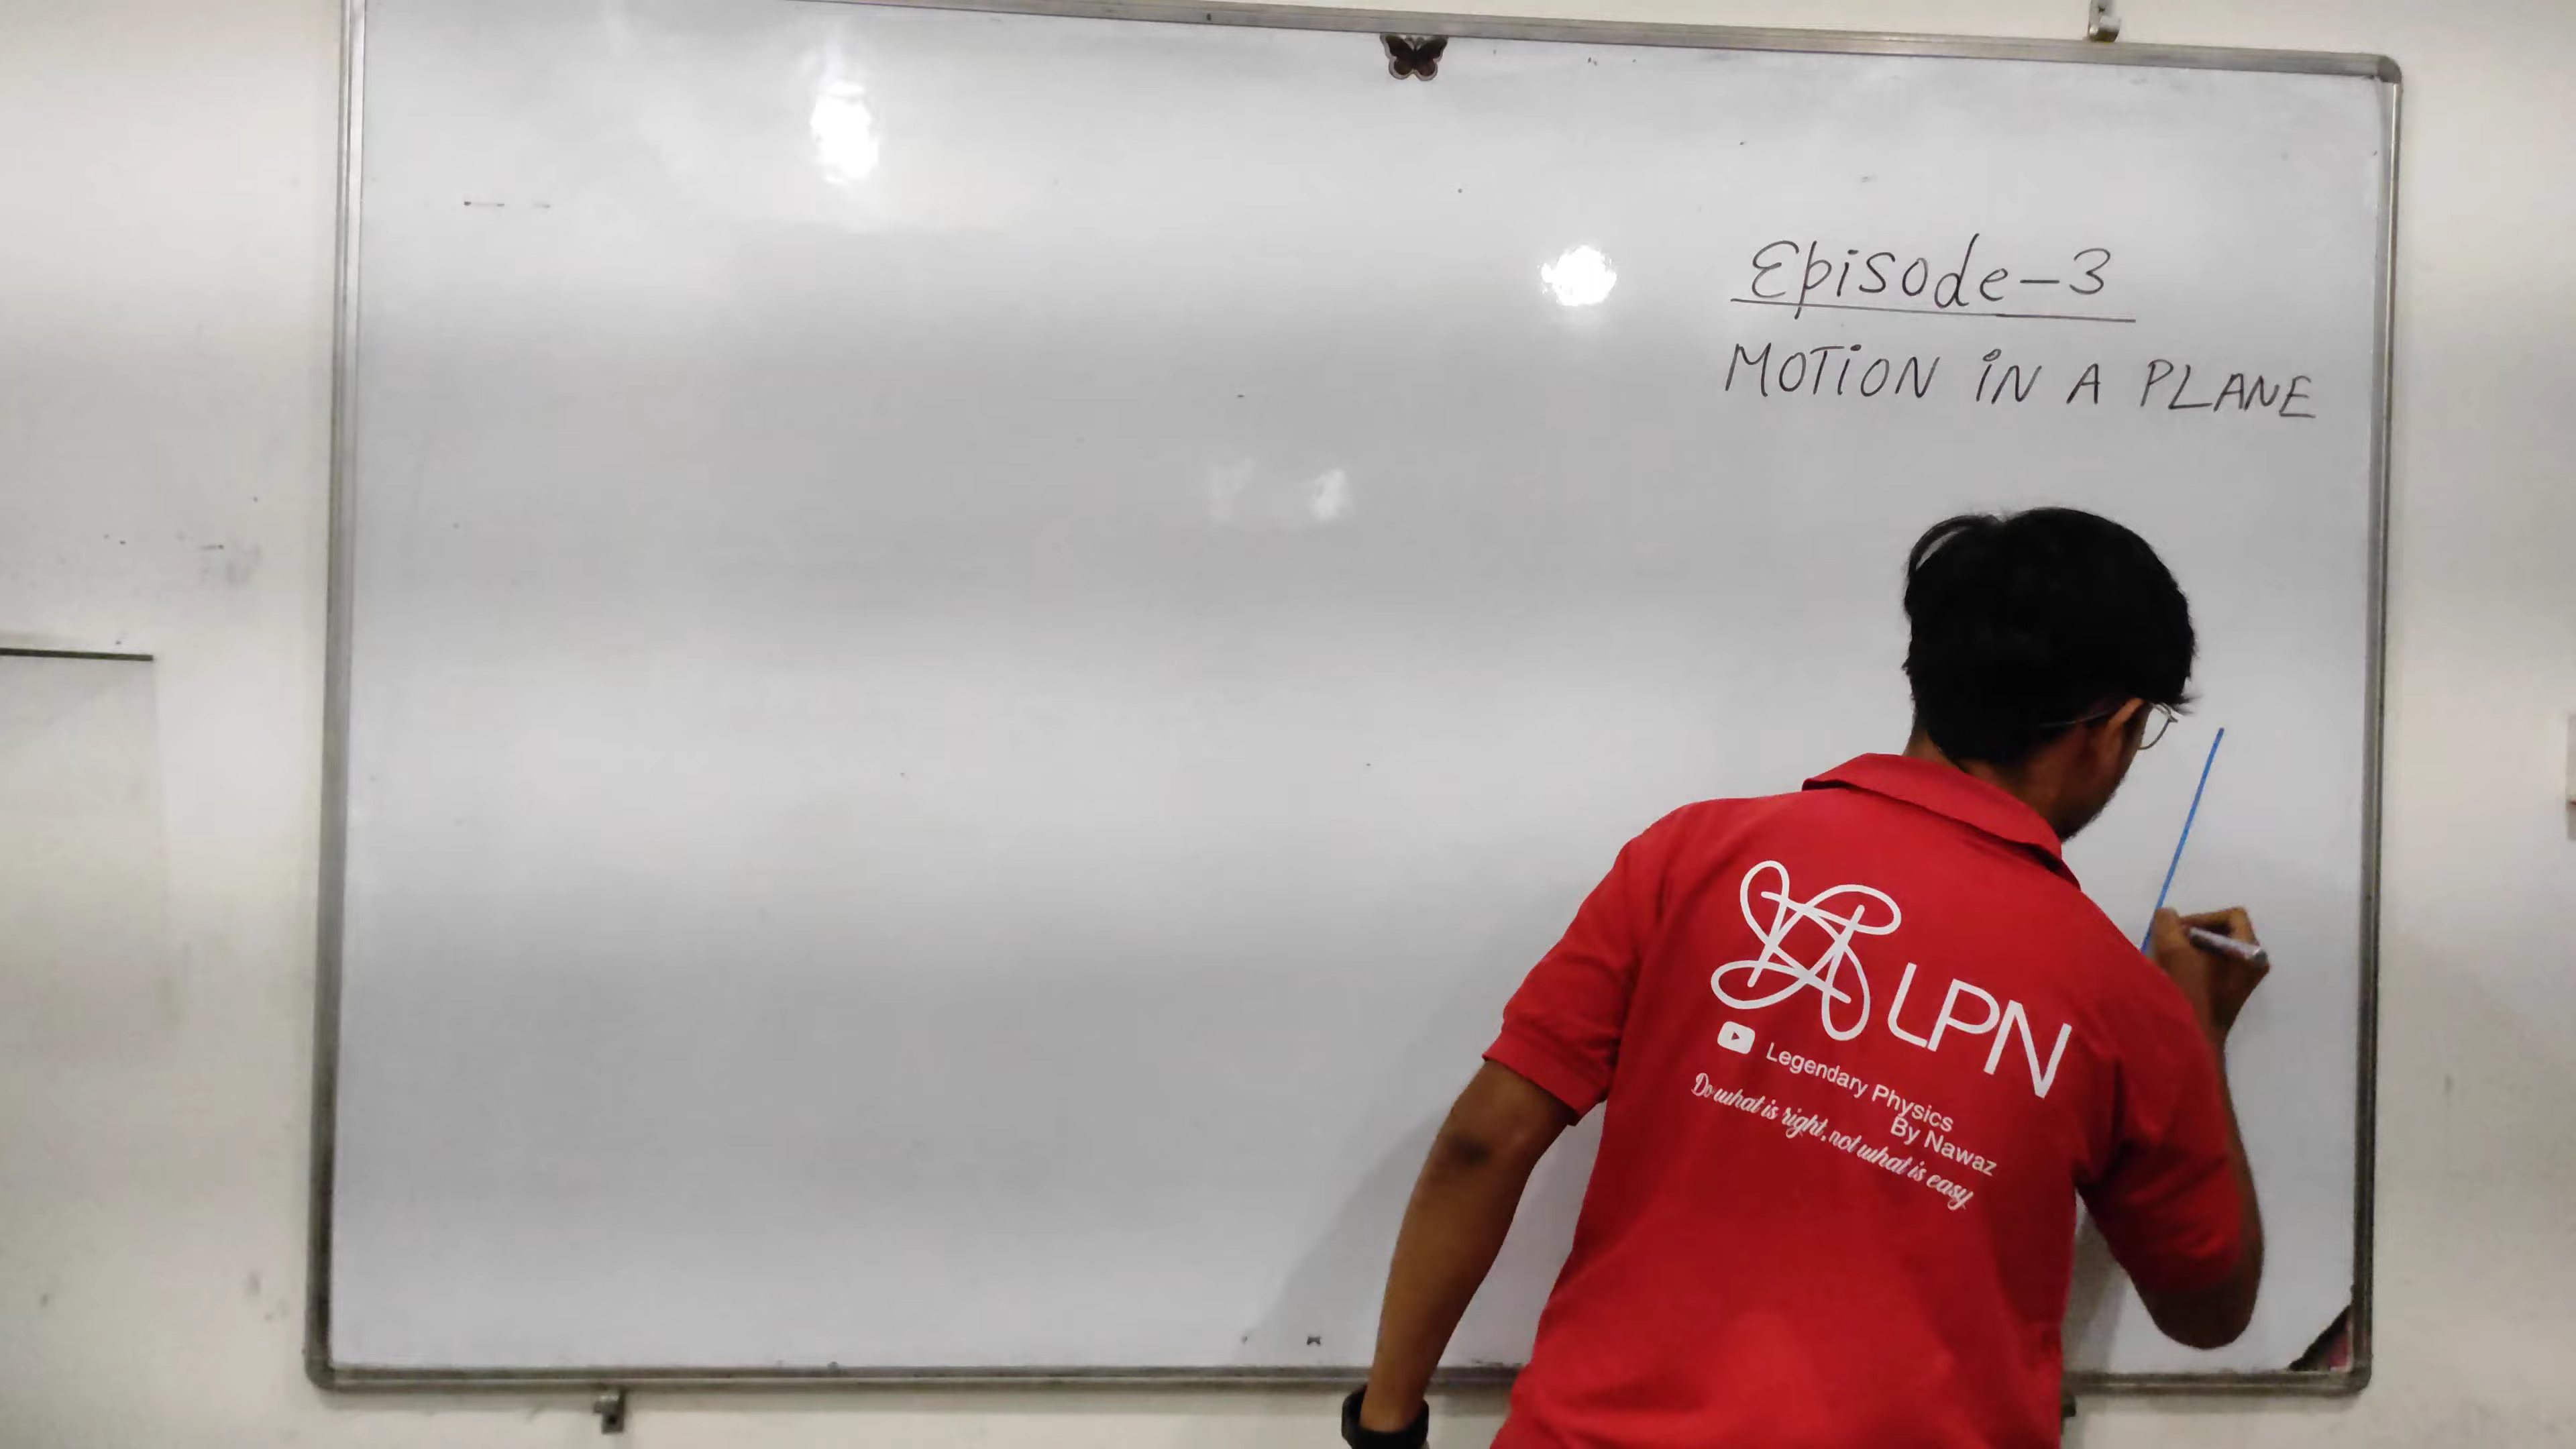 Episode-3
MOTION IN A PLANE
LPN
Legendary Physics
By Nawaz
Do what is right, not what is easy